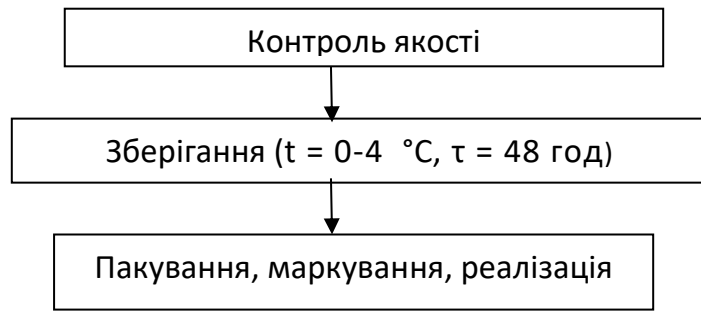 Контроль якості
Зберігання (t = 0-4 °C, τ = 48 год)
Пакування, маркування, реалізація